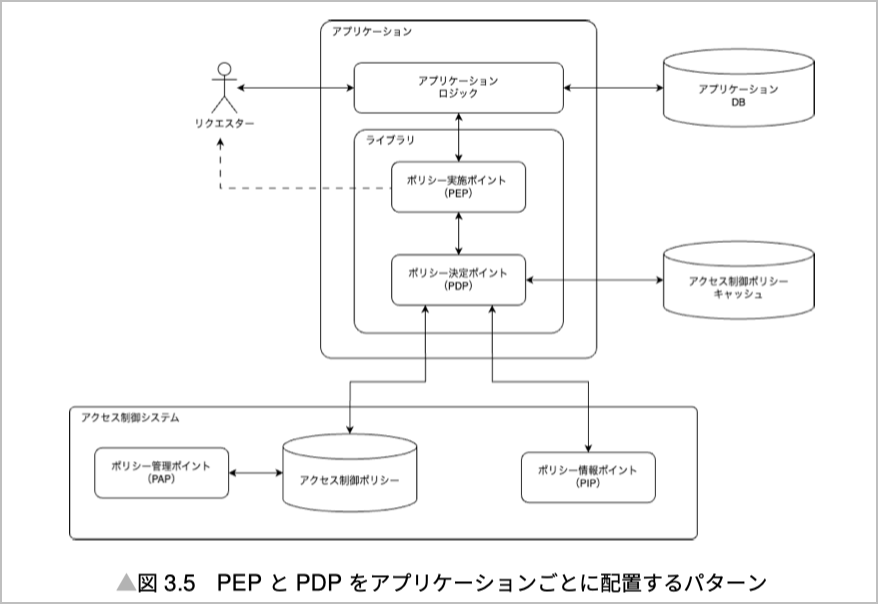 アプリケーション
アプリケーション
ロジック
アプリケーション
DB
リクエスター
ライブラリ
ポリシー実施ポイント
（PEP）
ポリシー決定ポイント
（PDP）
アクセス制御ポリシー
キャッシュ
アクセス制御システム
ポリシー管理ポイント
（PAP）
アクセス制御ポリシー
ポリシー情報ポイント
（PIP）
▲図 3.5　PEP と PDP をアプリケーションごとに配置するパターン